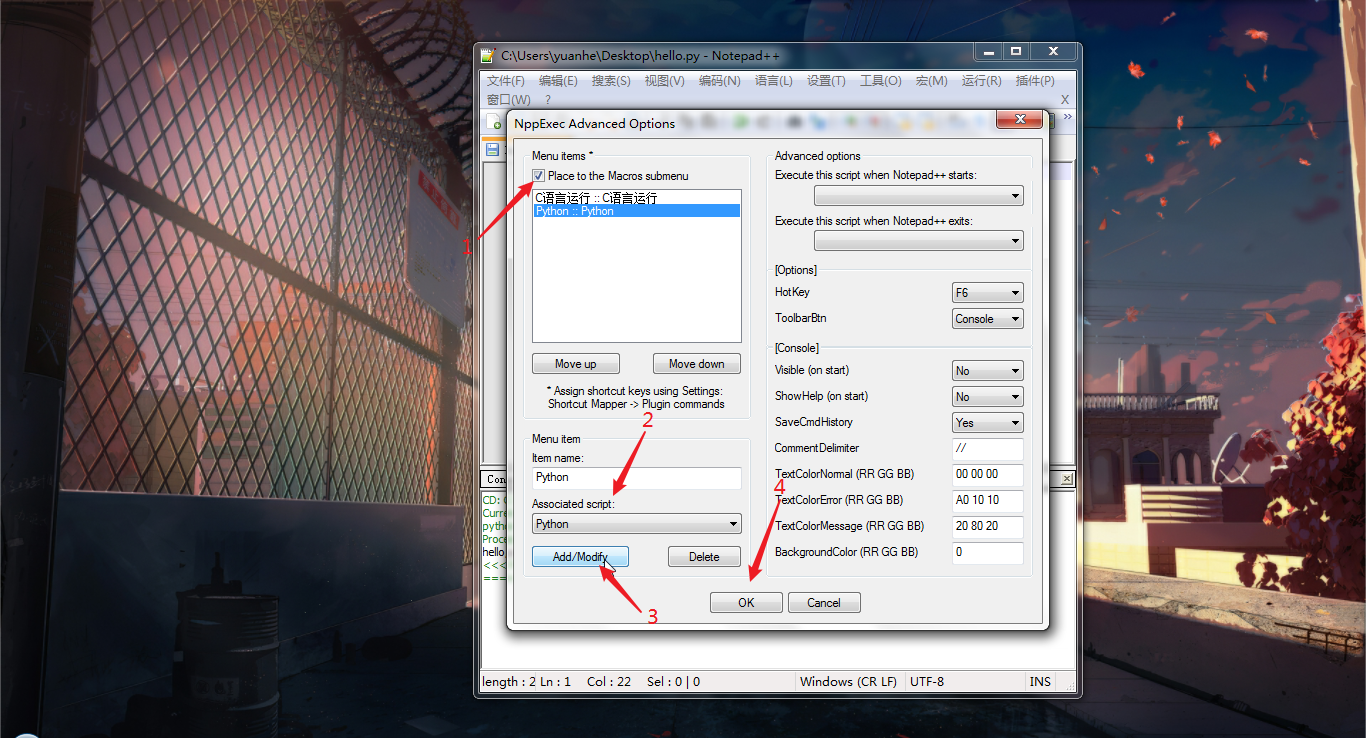 C:\Users\yuanhe\Desktop\hello.py - Notepad++
文件(F) 编辑(E) 搜索(S) 视图(V) 编码(N) 语言(L) 设置(T) 工具(O) 宏(M) 运行(R) 插件(P)
窗口(W) ? X
NppExec Advanced Options
Menu items *
Place to the Macros submenu
C语言运行 :: C语言运行
Python :: Python
1
Move up Move down
* Assign shortcut keys using Settings:
Shortcut Mapper -> Plugin commands
2
Menu item
Item name:
Python
Associated script:
Python
Add/Modify Delete
3
Advanced options
Execute this script when Notepad++ starts:
Execute this script when Notepad++ exits:
[Options]
HotKey F6
ToolbarBtn Console
[Console]
Visible (on start) No
ShowHelp (on start) No
SaveCmdHistory Yes
CommentDelimiter //
TextColorNormal (RR GG BB) 00 00 00
4
TextColorError (RR GG BB) A0 10 10
TextColorMessage (RR GG BB) 20 80 20
BackgroundColor (RR GG BB) 0
OK Cancel
Con
CD: 
Curre
pytho
Proce
hello
<<<
===
length : 2 Ln : 1 Col : 22 Sel : 0 | 0 Windows (CR LF) UTF-8 INS